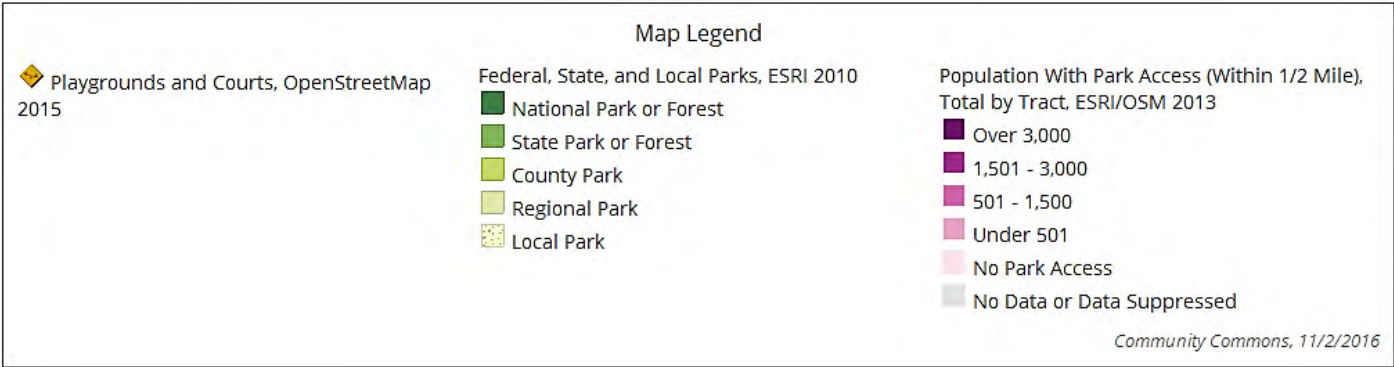 Map Legend
Playgrounds and Courts, OpenStreetMap
2015
Federal, State, and Local Parks, ESRI 2010
National Park or Forest
State Park or Forest
County Park
Regional Park
Local Park
Population With Park Access (Within 1/2 Mile),
Total by Tract, ESRI/OSM 2013
Over 3,000
1,501 - 3,000
501 - 1,500
Under 501
No Park Access
No Data or Data Suppressed
Community Commons, 11/2/2016